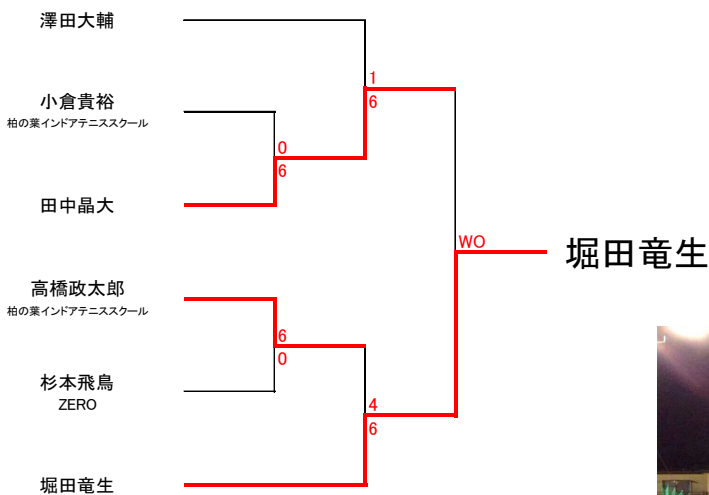 澤田大輔
1
6
小倉貴裕
柏の葉インドアテニススクール
0
6
田中晶大
WO
堀田竜生
高橋政太郎
柏の葉インドアテニススクール
6
0
杉本飛鳥
ZERO
4
6
堀田竜生